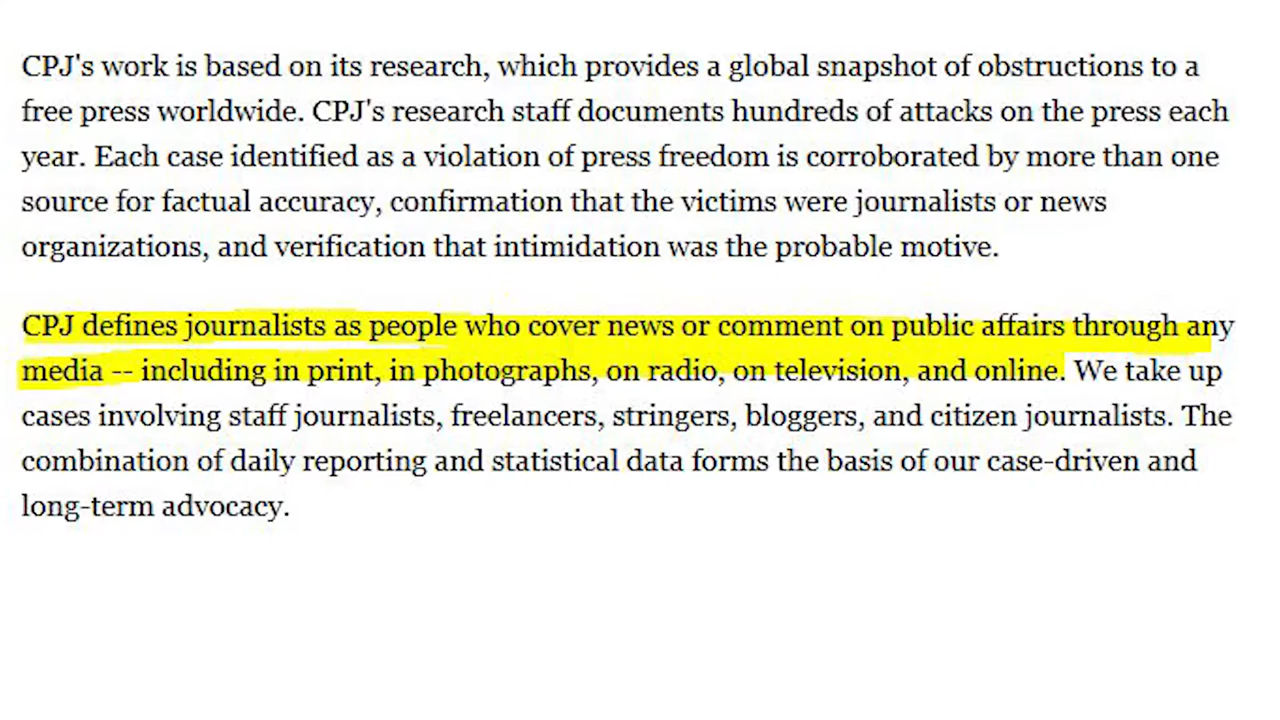 CPJ's work is based on its research, which provides a global snapshot of obstructions to a
free press worldwide. CPJ's research staff documents hundreds of attacks on the press each
year. Each case identified as a violation of press freedom is corroborated by more than one
source for factual accuracy, confirmation that the victims were journalists or news
organizations, and verification that intimidation was the probable motive.
CPJ defines journalists as people who cover news or comment on public affairs through any
media -- including in print, in photographs, on radio, on television, and online. We take up
cases involving staff journalists, freelancers, stringers, bloggers, and citizen journalists. The
combination of daily reporting and statistical data forms the basis of our case-driven and
long-term advocacy.